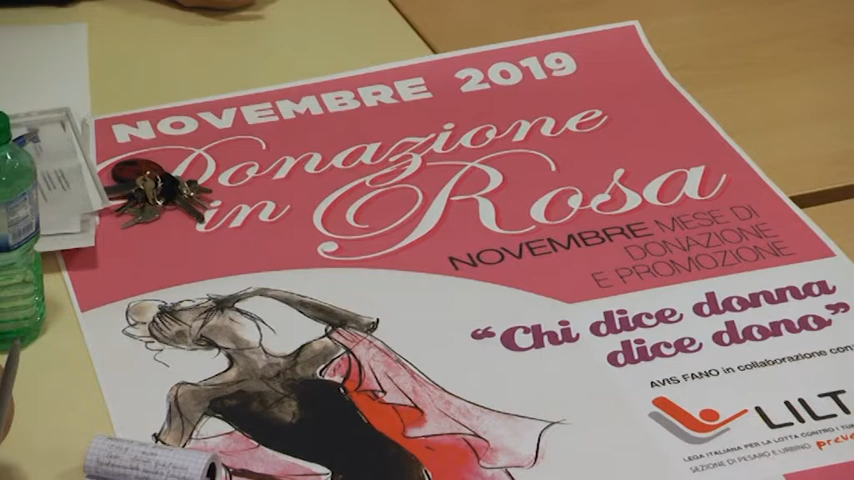 NOVEMBRE 2019
Donazione
in Rosa
NOVEMBRE MESE DI
DONAZIONE
E PROMOZIONE
“Chi dice donna
dice dono”
AVIS FANO in collaborazione con
LILT
LEGA ITALIANA PER LA LOTTA CONTRO I TUM
SEZIONE DI PESARO E URBINO